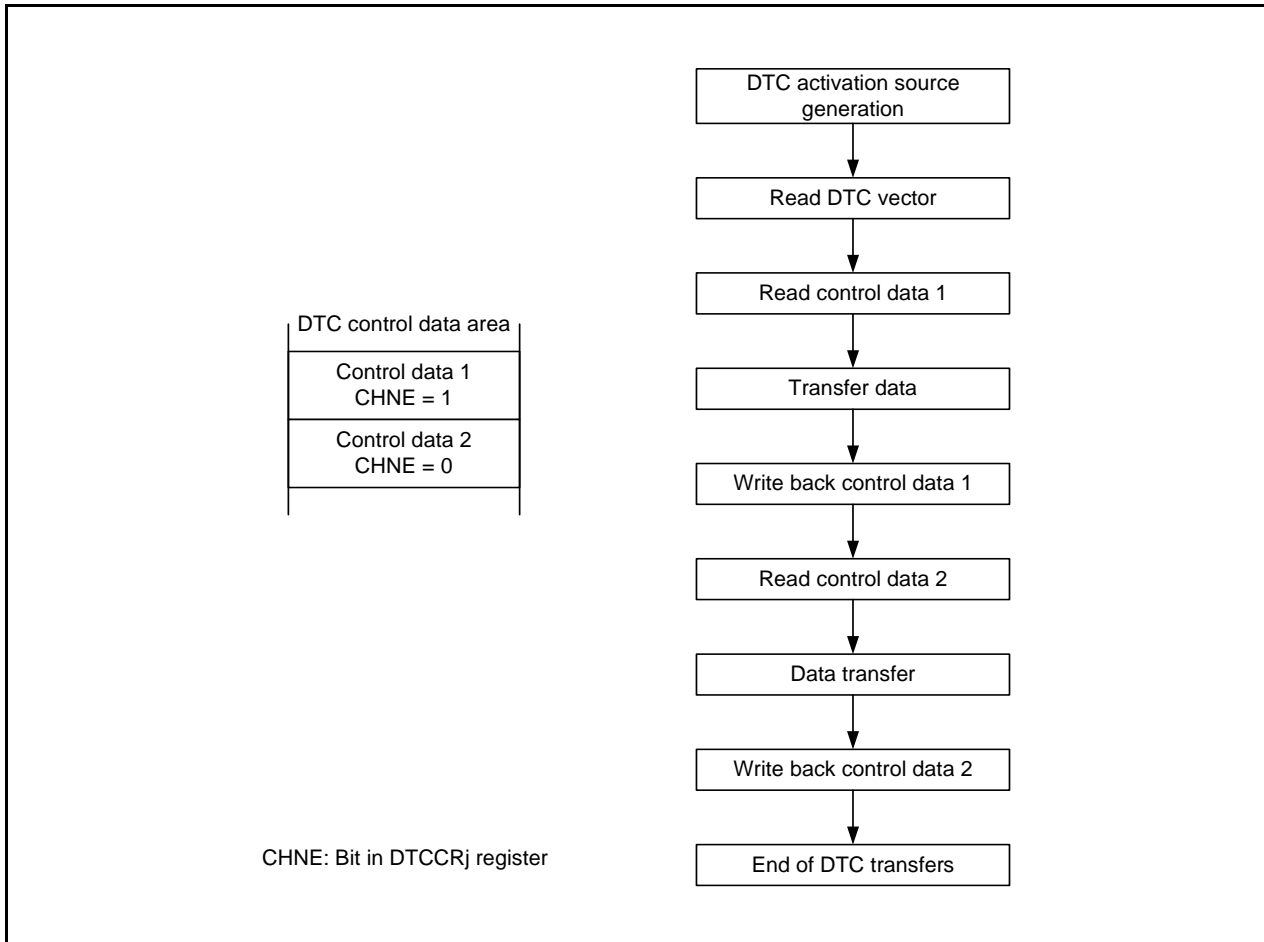 DTC activation source
generation
Read DTC vector
Read control data 1
Transfer data
Write back control data 1
Read control data 2
Data transfer
Write back control data 2
End of DTC transfers
DTC control data area
Control data 1
CHNE = 1
Control data 2
CHNE = 0
CHNE: Bit in DTCCRj register